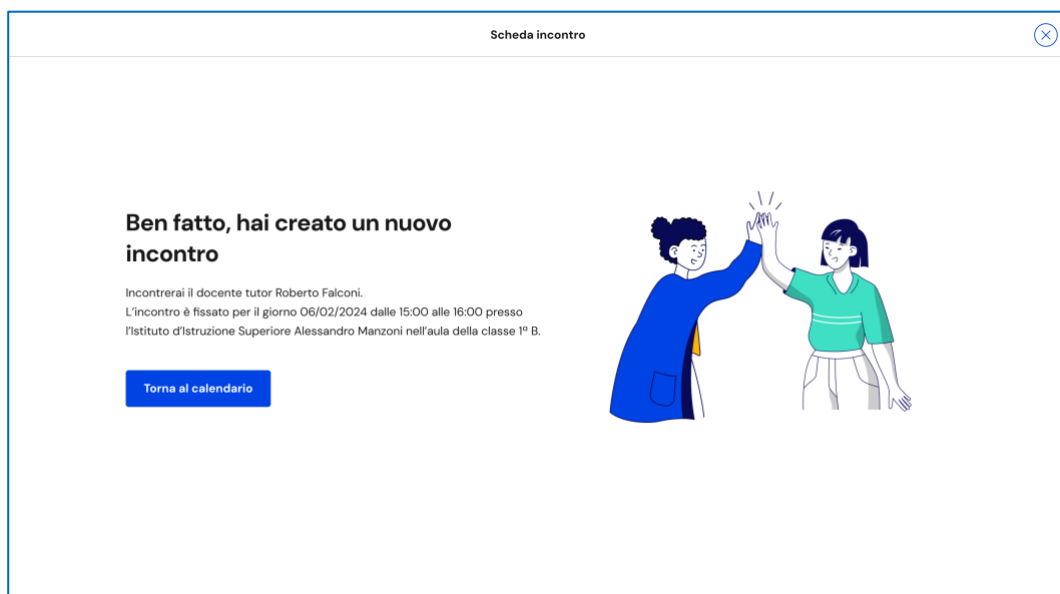 Scheda incontro
Ben fatto, hai creato un nuovo
incontro
Incontrerai il docente tutor Roberto Falconi.
L'incontro è fissato per il giorno 06/02/2024 dalle 15:00 alle 16:00 presso
l'Istituto d'Istruzione Superiore Alessandro Manzoni nell'aula della classe 1ª B.
Torna al calendario